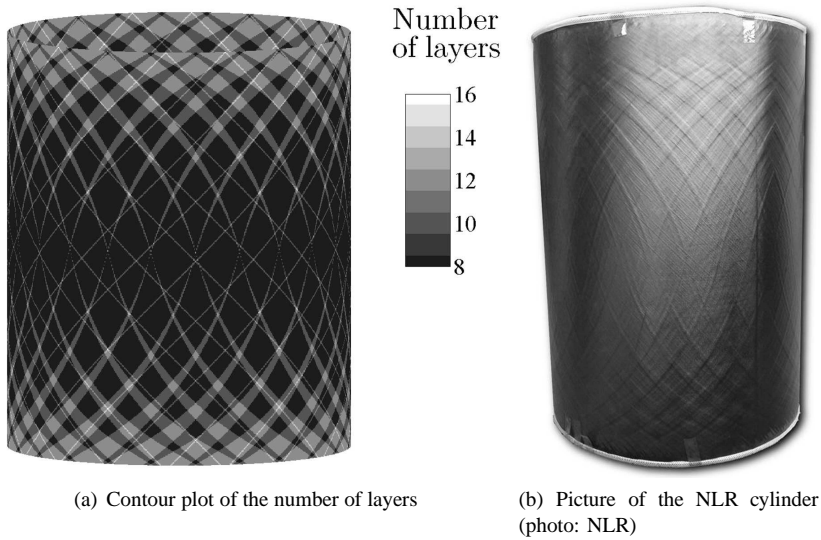 Number
of layers
16
14
12
10
8
(a) Contour plot of the number of layers
(b) Picture of the NLR cylinder
(photo: NLR)